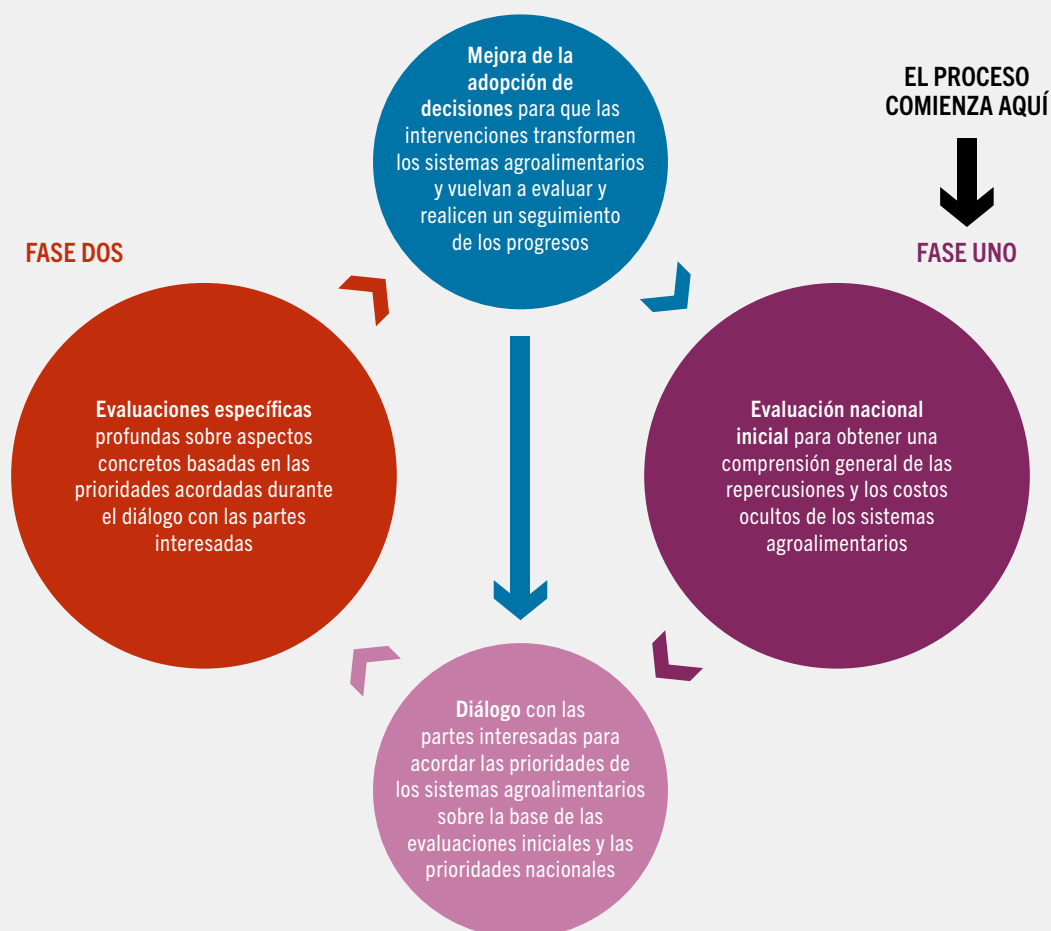 Mejora de la
adopción de
decisiones para que las
intervenciones transformen
los sistemas agroalimentarios
y vuelvan a evaluar y
realicen un seguimiento
de los progresos
EL PROCESO
COMIENZA AQUÍ
FASE DOS
FASE UNO
Evaluaciones específicas
profundas sobre aspectos
concretos basadas en las
prioridades acordadas durante
el diálogo con las partes
interesadas
Evaluación nacional
inicial para obtener una
comprensión general de las
repercusiones y los costos
ocultos de los sistemas
agroalimentarios
Diálogo con las
partes interesadas para
acordar las prioridades de
los sistemas agroalimentarios
sobre la base de las
evaluaciones iniciales y las
prioridades nacionales